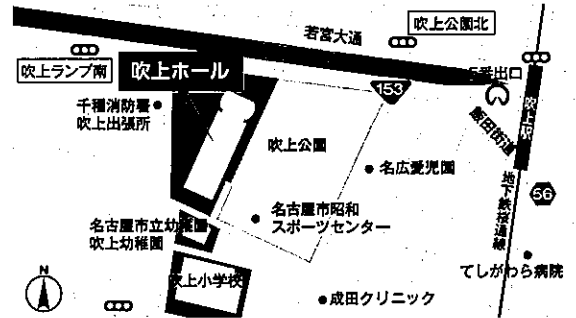 若宮大通
吹上公園北
吹上ランプ南
吹上ホール
5番出口
153
千種消防署
吹上出張所
吹上駅
飯田街道
吹上公園
名広愛児園
地下鉄桜通線
56
名古屋市昭和
スポーツセンター
名古屋市立幼稚園
吹上幼稚園
てしがわら病院
吹上小学校
N
成田クリニック